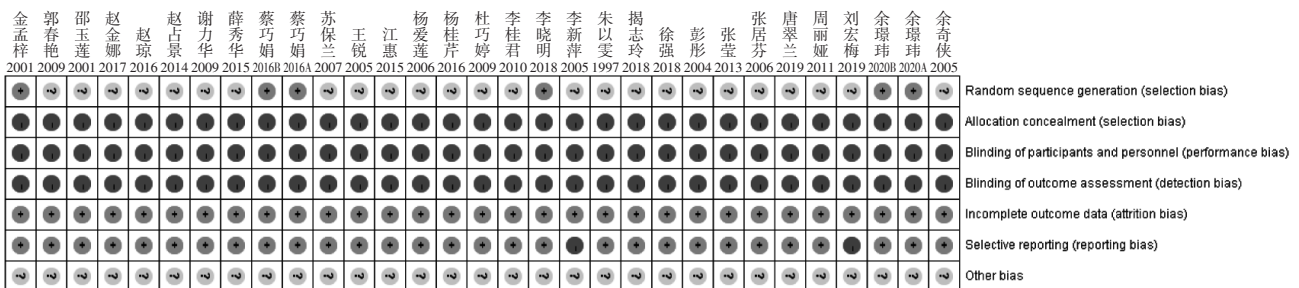 金孟梓 2001
郭春艳 2009
邵玉莲 2001
赵金娜 2017
赵琼 2016
赵占景 2014
谢力华 2009
薛秀华 2015
蔡巧娟 2016B
蔡巧娟 2016A
苏保兰 2007
王锐 2005
江惠 2015
杨爱莲 2006
杨桂芹 2016
杜巧婷 2009
李桂君 2010
李晓明 2018
李新萍 2005
朱以雯 1997
揭志玲 2018
徐强 2018
彭彤 2004
张莹 2013
张居芬 2006
唐翠兰 2019
周丽娅 2011
刘宏梅 2019
余璟玮 2020B
余璟玮 2020A
余奇侠 2005
Random sequence generation (selection bias)
Allocation concealment (selection bias)
Blinding of participants and personnel (performance bias)
Blinding of outcome assessment (detection bias)
Incomplete outcome data (attrition bias)
Selective reporting (reporting bias)
Other bias